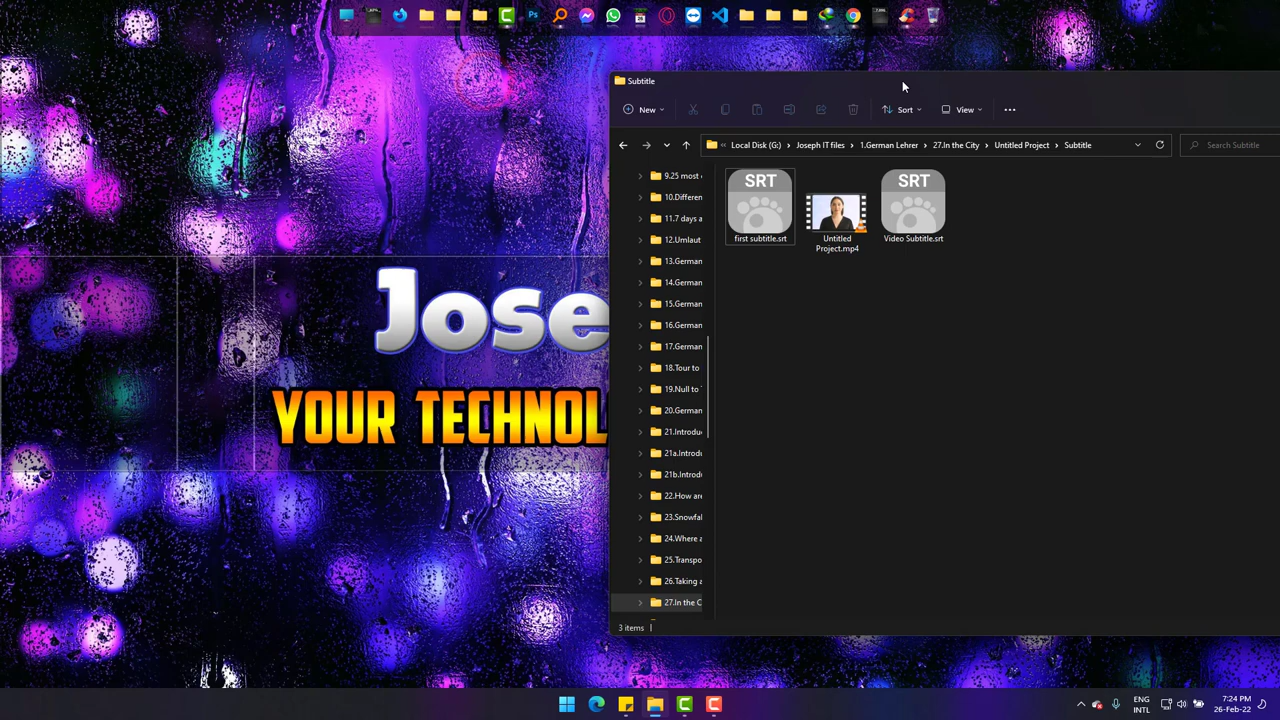 Subtitle
New
Sort
View
Local Disk (G:)
Joseph IT files
1.German Lehrer
27.In the City
Untitled Project
Subtitle
Search Subtitle
9.25 most
10.Differen
11.7 days a
12.Umlaut
13.German
14.German
15.German
16.German
17.German
18.Tour to
19.Null to
20.German
21.Introdu
21a.Introd
21b.Introd
22.How are
23.Snowfal
24.Where a
25.Transpo
26.Taking a
27.In the C
SRT
first subtitle.srt
Untitled
Project.mp4
SRT
Video Subtitle.srt
Jose
YOUR TECHNOL
3 items
ENG
INTL
7:24 PM
26-Feb-22